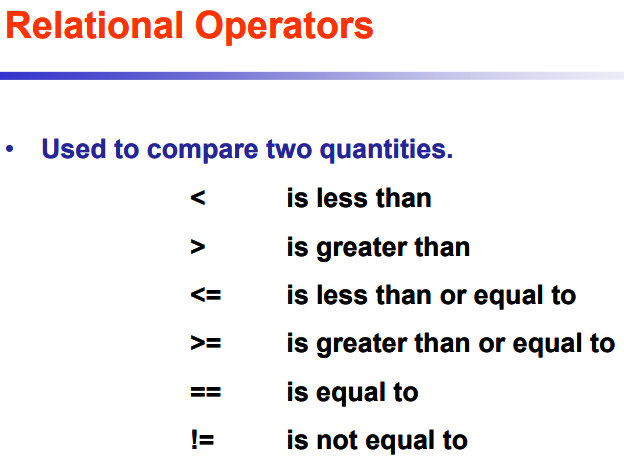 Relational Operators
• Used to compare two quantities.
< is less than
> is greater than
<= is less than or equal to
>= is greater than or equal to
== is equal to
!= is not equal to